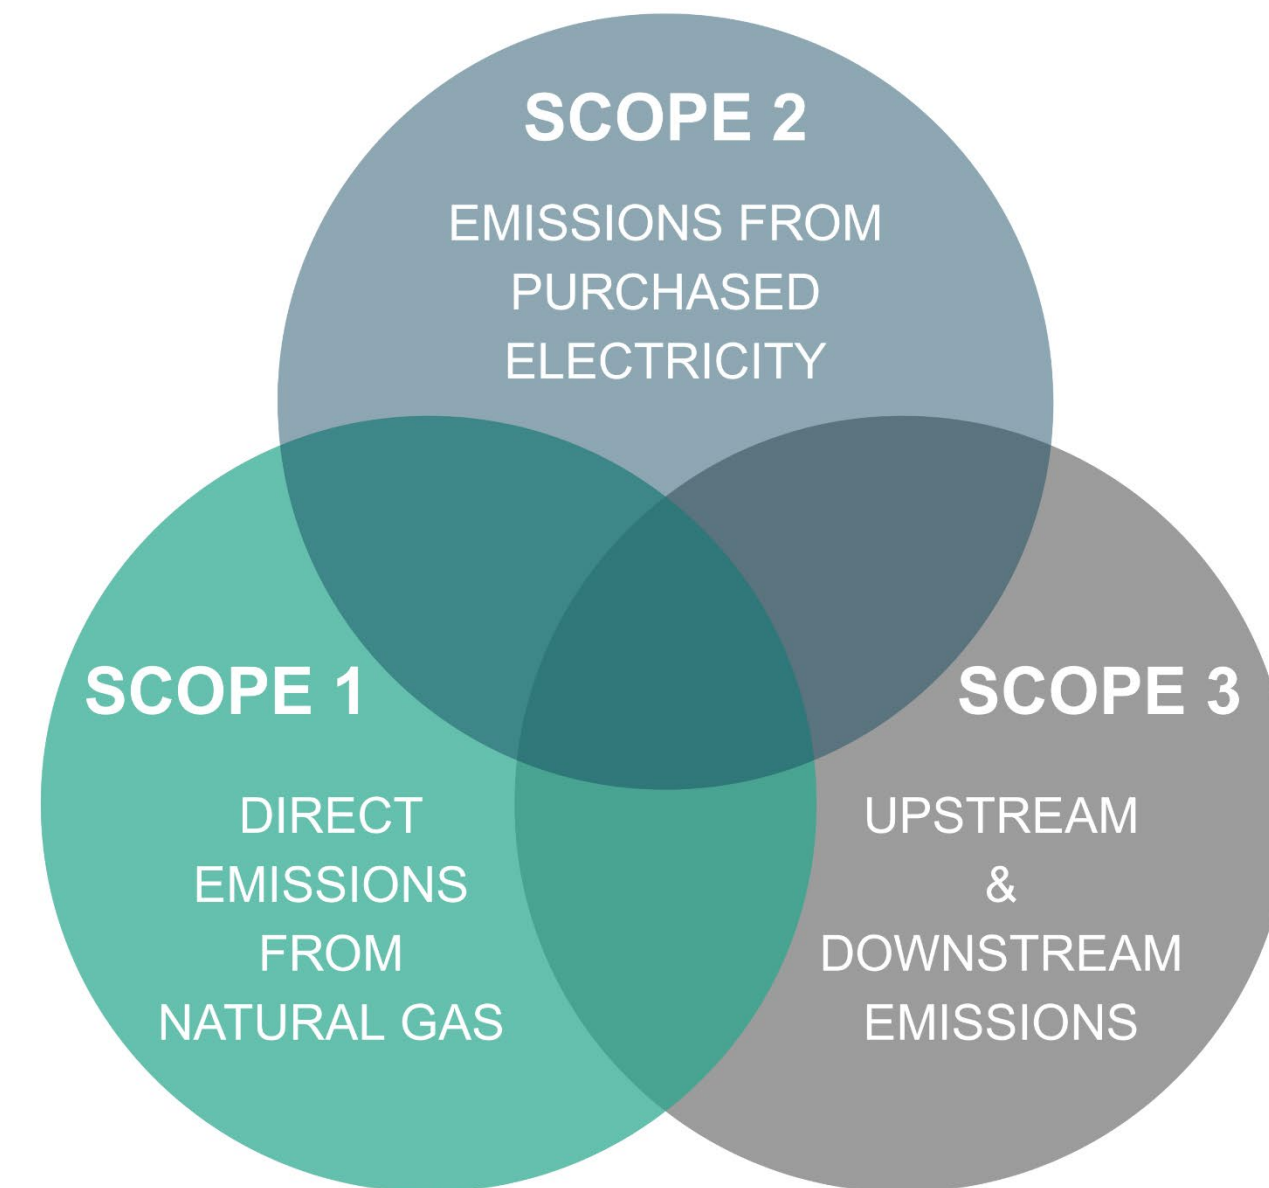 SCOPE 2
EMISSIONS FROM
PURCHASED
ELECTRICITY
SCOPE 1
DIRECT
EMISSIONS
FROM
NATURAL GAS
SCOPE 3
UPSTREAM
&
DOWNSTREAM
EMISSIONS